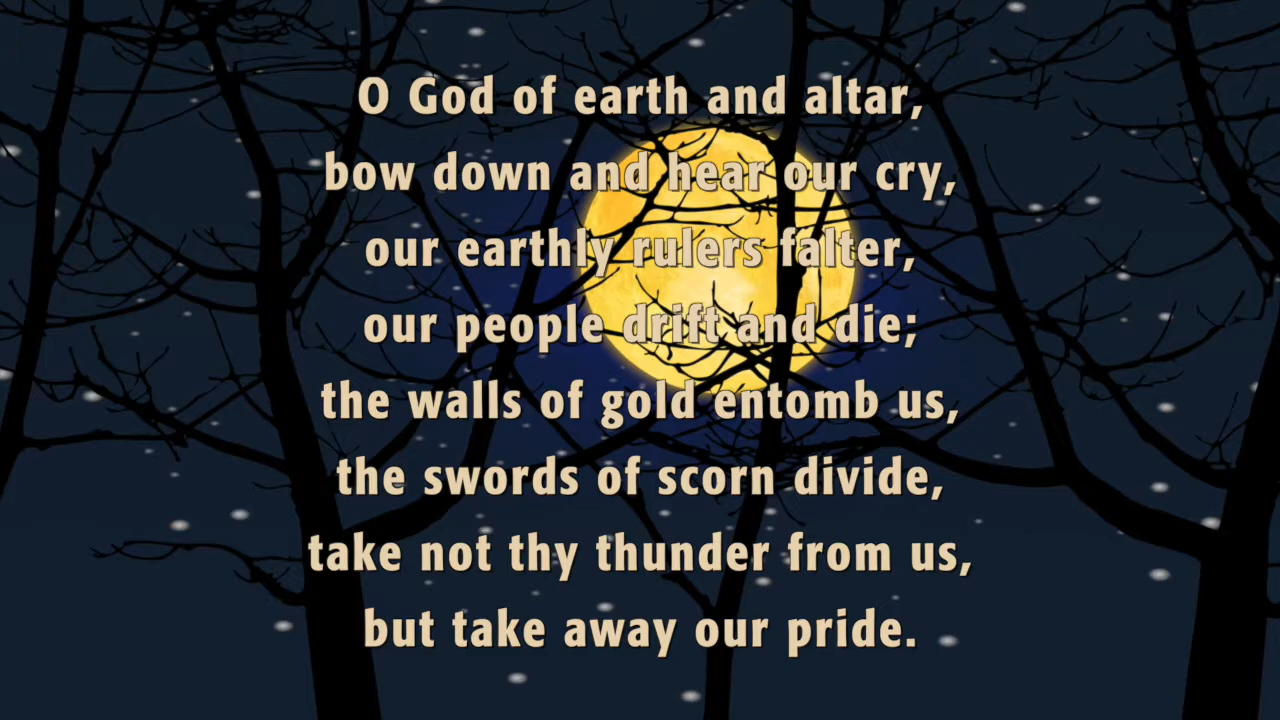 O God of earth and altar,
bow down and hear our cry,
our earthly rulers falter,
our people drift and die;
the walls of gold entomb us,
the swords of scorn divide,
take not thy thunder from us,
but take away our pride.